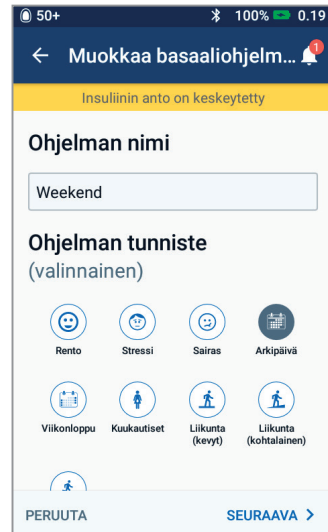 50+ 100% 0.19
Muokkaa basaaliohjelm...
Insuliinin anto on keskeytetty
Ohjelman nimi
Weekend
Ohjelman tunniste
(valinnainen)
Rento Stressi Sairas Arkipäivä
Viikonloppu Kuukautiset Liikunta Liikunta
(kevyt) (kohtalainen)
PERUUTA SEURAAVA